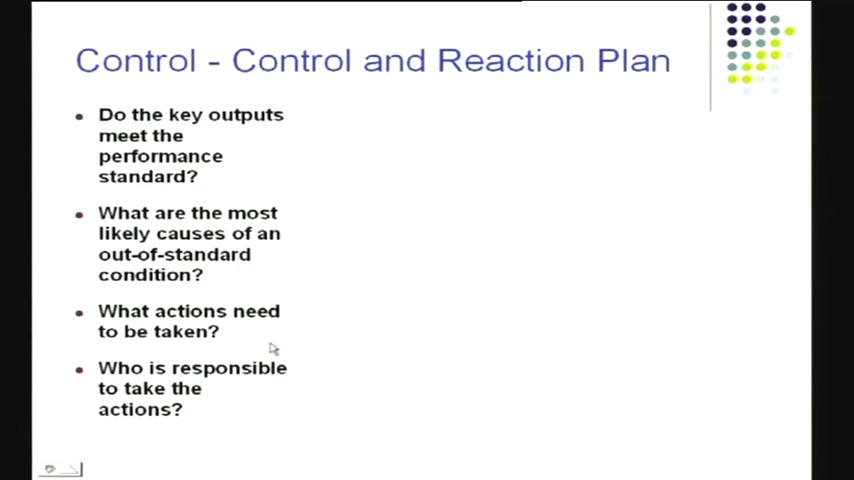 Control - Control and Reaction Plan
Do the key outputs
meet the
performance
standard?
What are the most
likely causes of an
out-of-standard
condition?
What actions need
to be taken?
Who is responsible
to take the
actions?